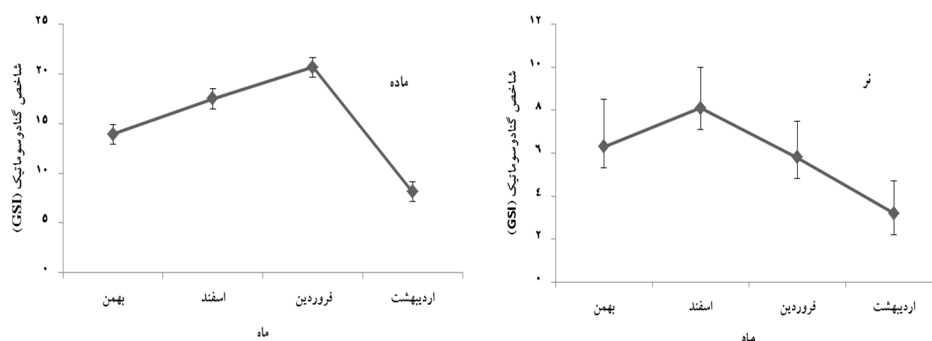 شاخص گنادوسوماتیک (GSI)
۲۵
۲۰
۱۵
۱۰
۵
۰
ماده
بهمن
اسفند
فروردین
اردیبهشت
ماه
شاخص گنادوسوماتیک (GSI)
۱۲
۱۰
۸
۶
٤
۲
۰
نر
بهمن
اسفند
فروردین
اردیبهشت
ماه